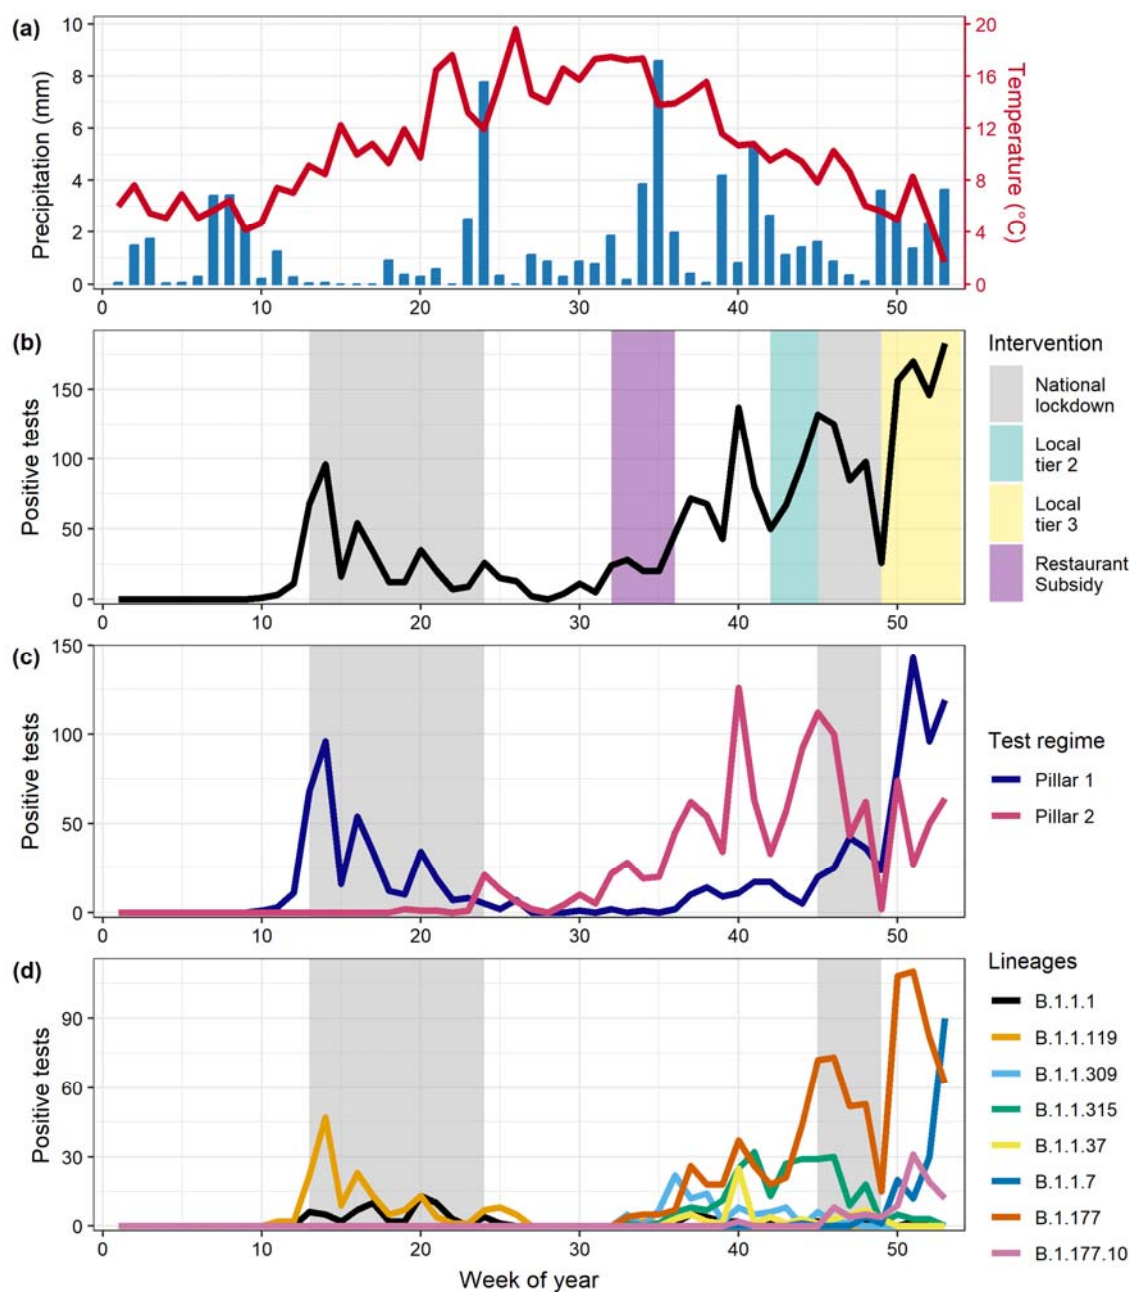 (a)
10
8
6
4
2
0
Precipitation (mm)
20
16
12
8
4
0
Temperature (°C)
0
10
20
30
40
50
(b)
150
100
50
0
Positive tests
0
10
20
30
40
50
Intervention
National
lockdown
Local
tier 2
Local
tier 3
Restaurant
Subsidy
(c)
150
100
50
0
Positive tests
0
10
20
30
40
50
Test regime
Pillar 1
Pillar 2
(d)
90
60
30
0
Positive tests
0
10
20
30
40
50
Week of year
Lineages
B.1.1.1
B.1.1.119
B.1.1.309
B.1.1.315
B.1.1.37
B.1.1.7
B.1.177
B.1.177.10